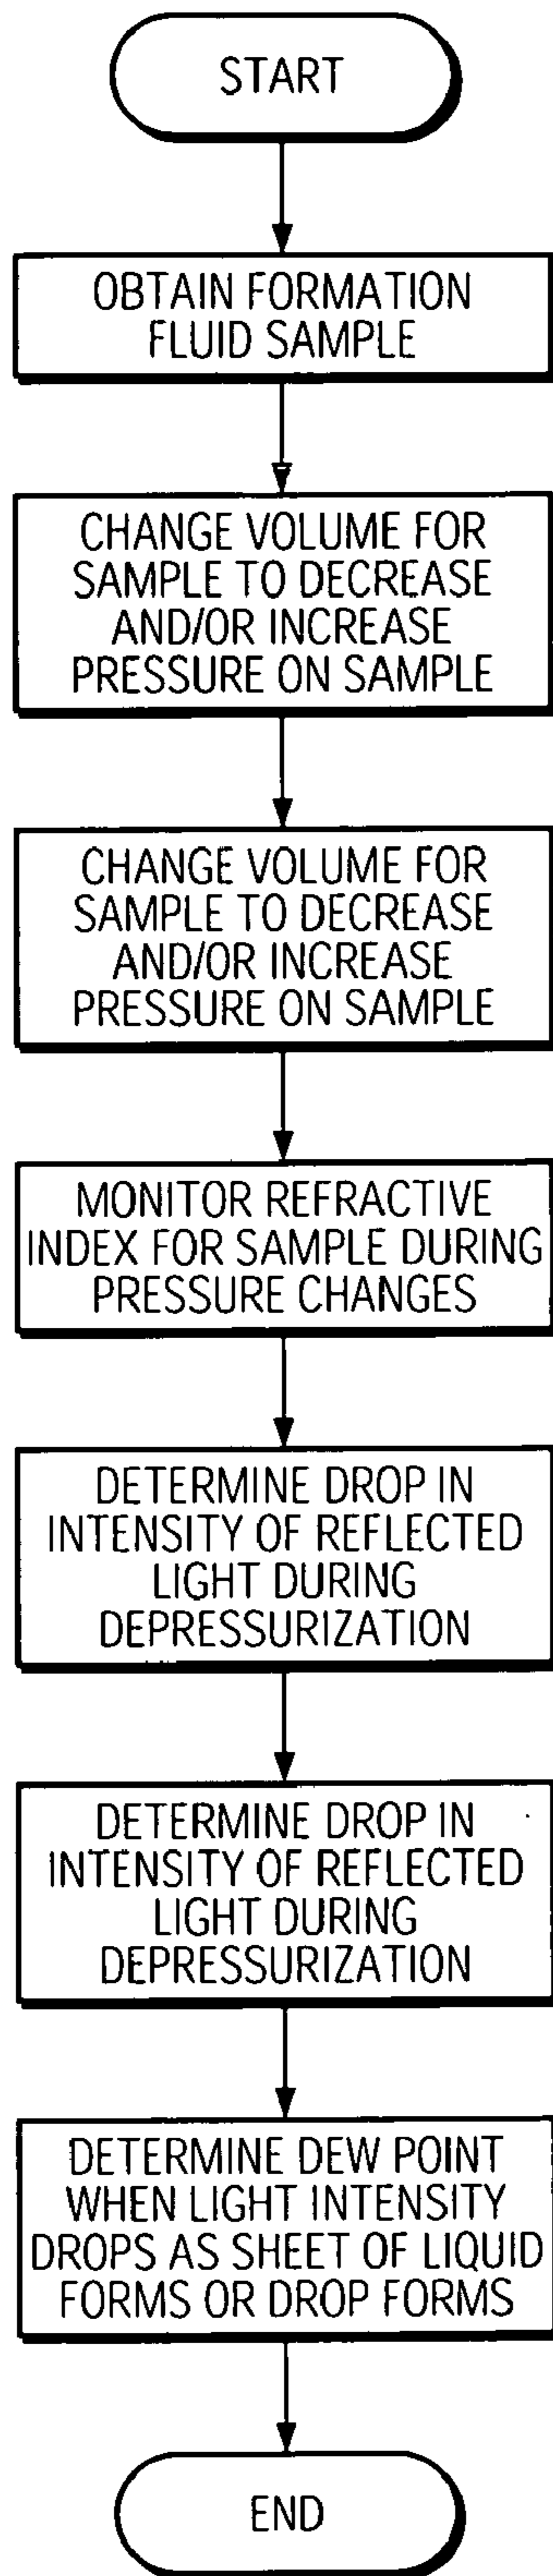 START
OBTAIN FORMATION
FLUID SAMPLE
CHANGE VOLUME FOR
SAMPLE TO DECREASE
AND/OR INCREASE
PRESSURE ON SAMPLE
CHANGE VOLUME FOR
SAMPLE TO DECREASE
AND/OR INCREASE
PRESSURE ON SAMPLE
MONITOR REFRACTIVE
INDEX FOR SAMPLE DURING
PRESSURE CHANGES
DETERMINE DROP IN
INTENSITY OF REFLECTED
LIGHT DURING
DEPRESSURIZATION
DETERMINE DROP IN
INTENSITY OF REFLECTED
LIGHT DURING
DEPRESSURIZATION
DETERMINE DEW POINT
WHEN LIGHT INTENSITY
DROPS AS SHEET OF LIQUID
FORMS OR DROP FORMS
END